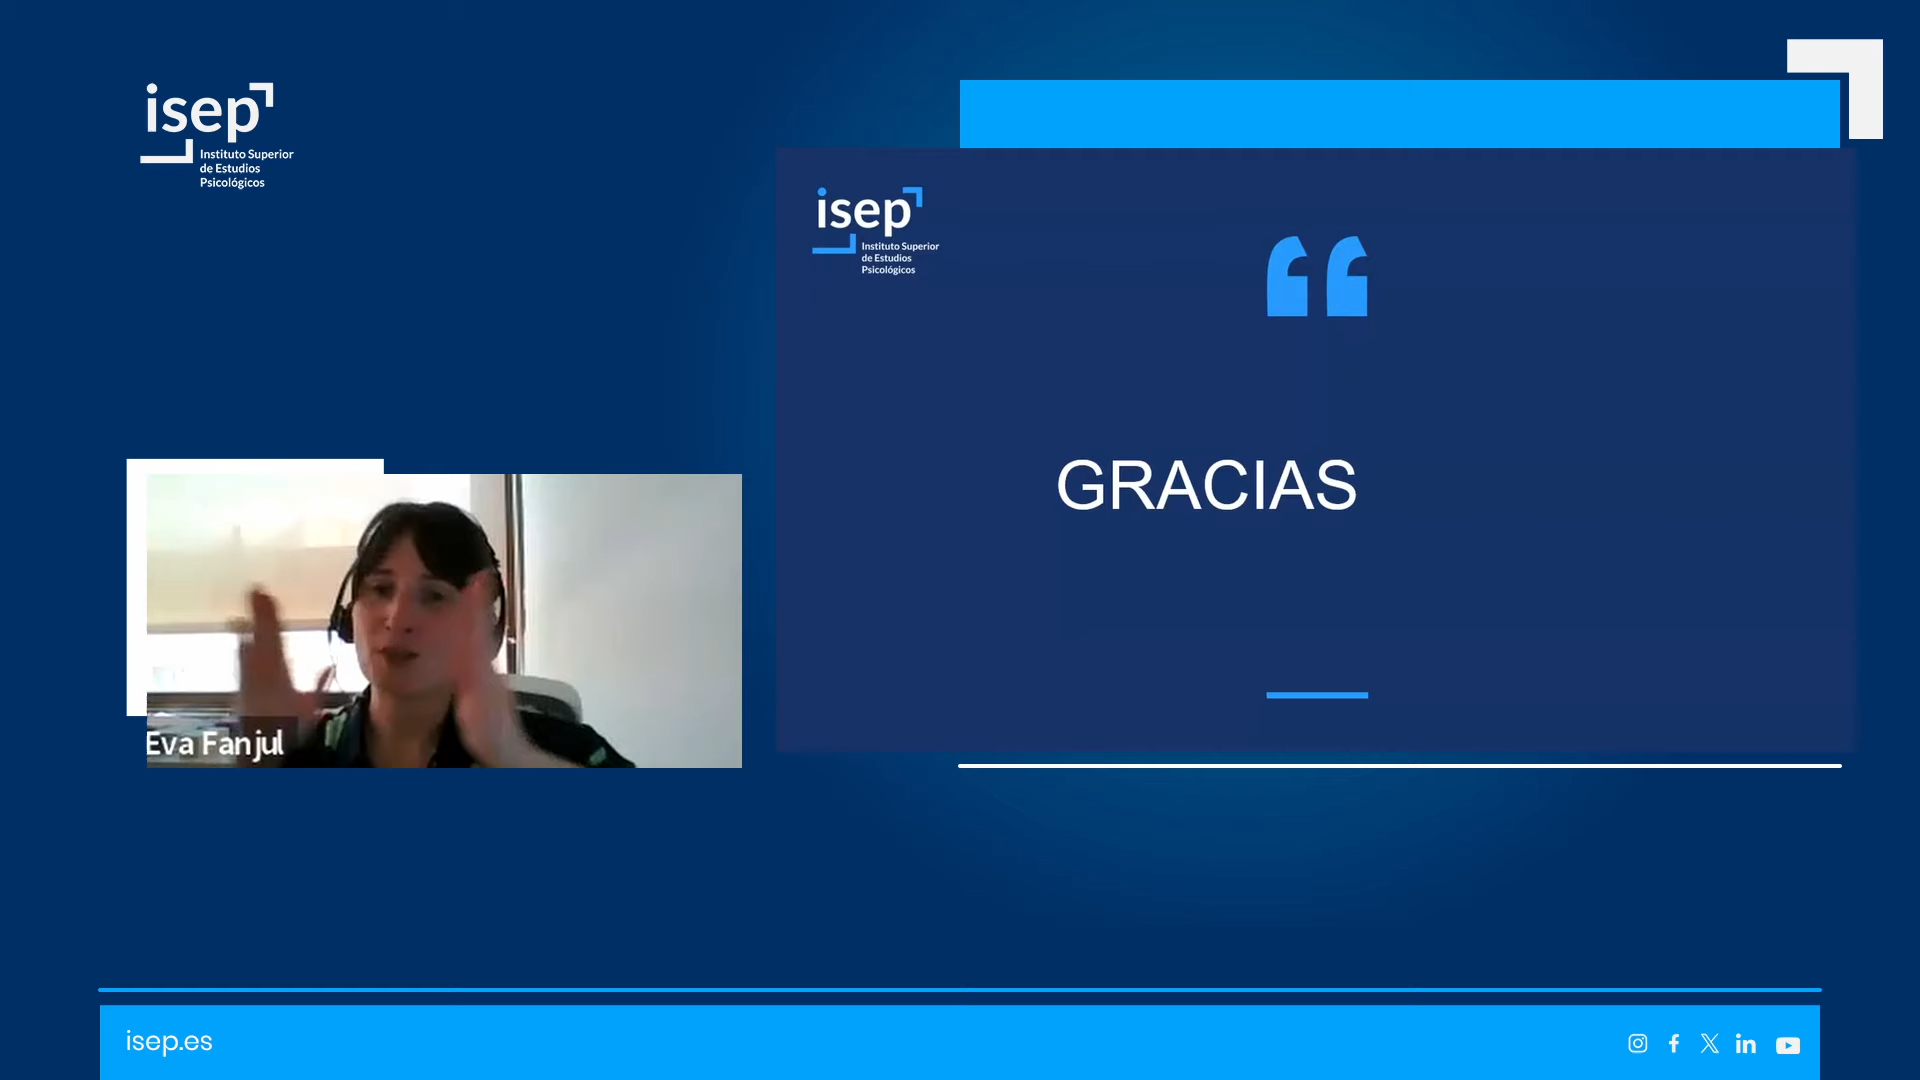 isep
Instituto Superior
de Estudios
Psicológicos
isep
Instituto Superior
de Estudios
Psicológicos
“
GRACIAS
Eva Fanjul
isep.es